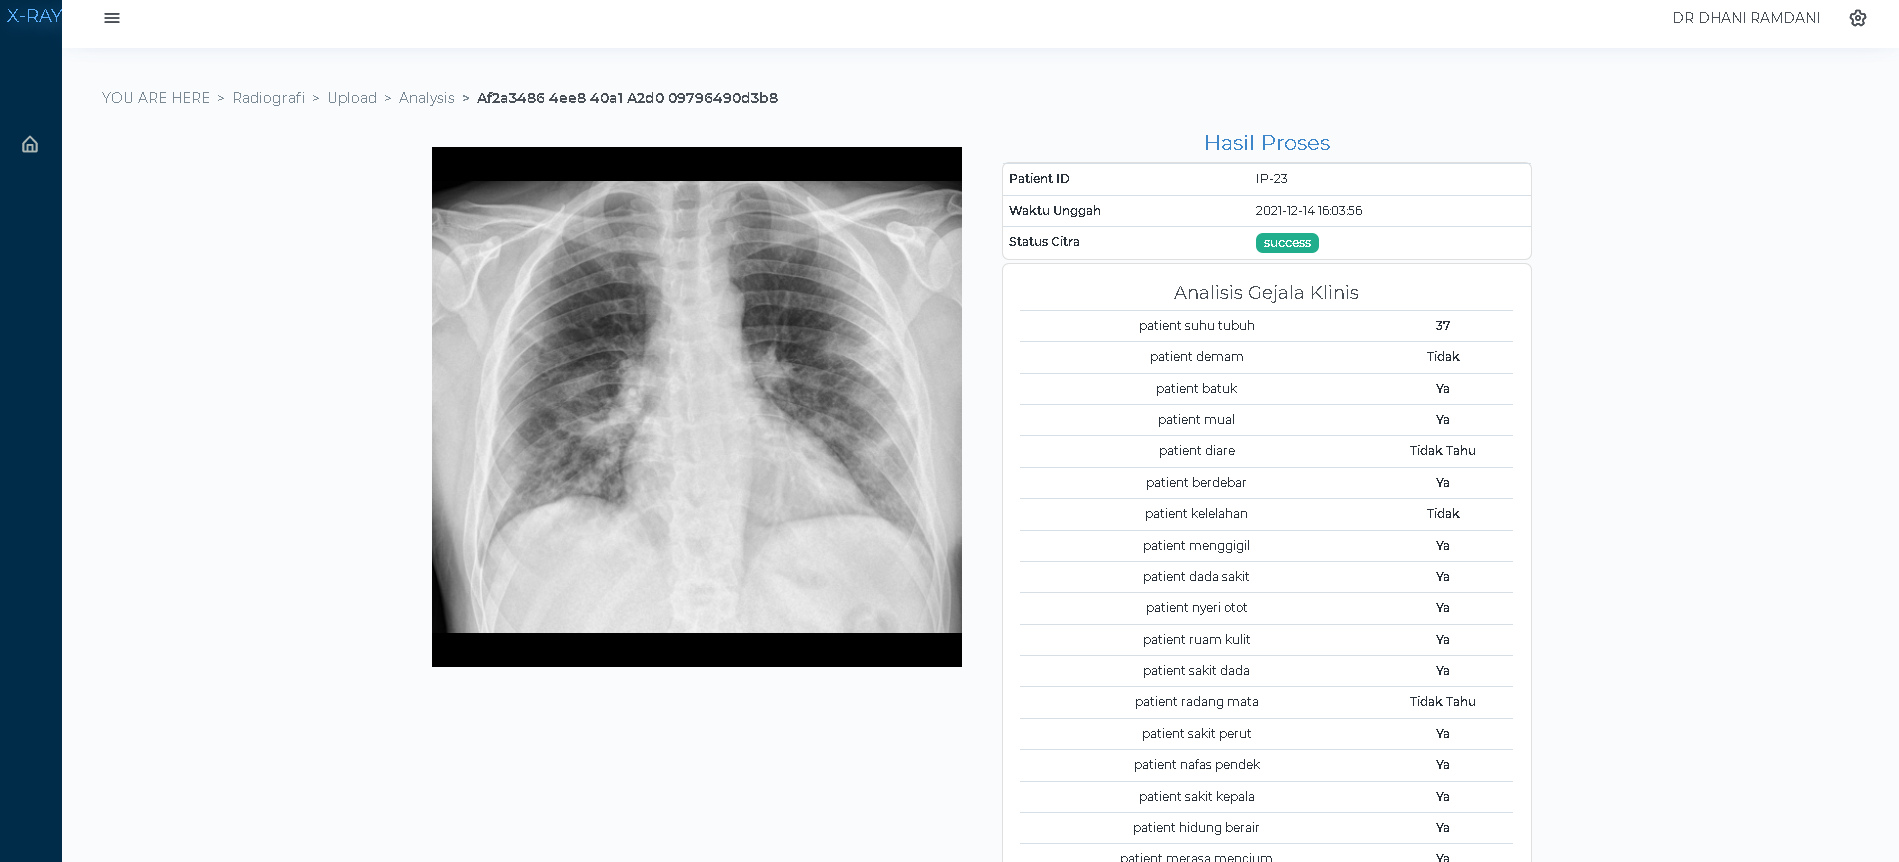 X-RAY
DR DHANI RAMDANI
YOU ARE HERE > Radiografi > Upload > Analysis > Af2a3486 4ee8 40a1 A2d0 09796490d3b8
Hasil Proses
Patient ID IP-23
Waktu Unggah 2021-12-14 16:03:56
Status Citra success
Analisis Gejala Klinis
patient suhu tubuh 37
patient demam Tidak
patient batuk Ya
patient mual Ya
patient diare Tidak Tahu
patient berdebar Ya
patient kelelahan Tidak
patient menggigil Ya
patient dada sakit Ya
patient nyeri otot Ya
patient ruam kulit Ya
patient sakit dada Ya
patient radang mata Tidak Tahu
patient sakit perut Ya
patient nafas pendek Ya
patient sakit kepala Ya
patient hidung berair Ya
patient merasa mencium Ya